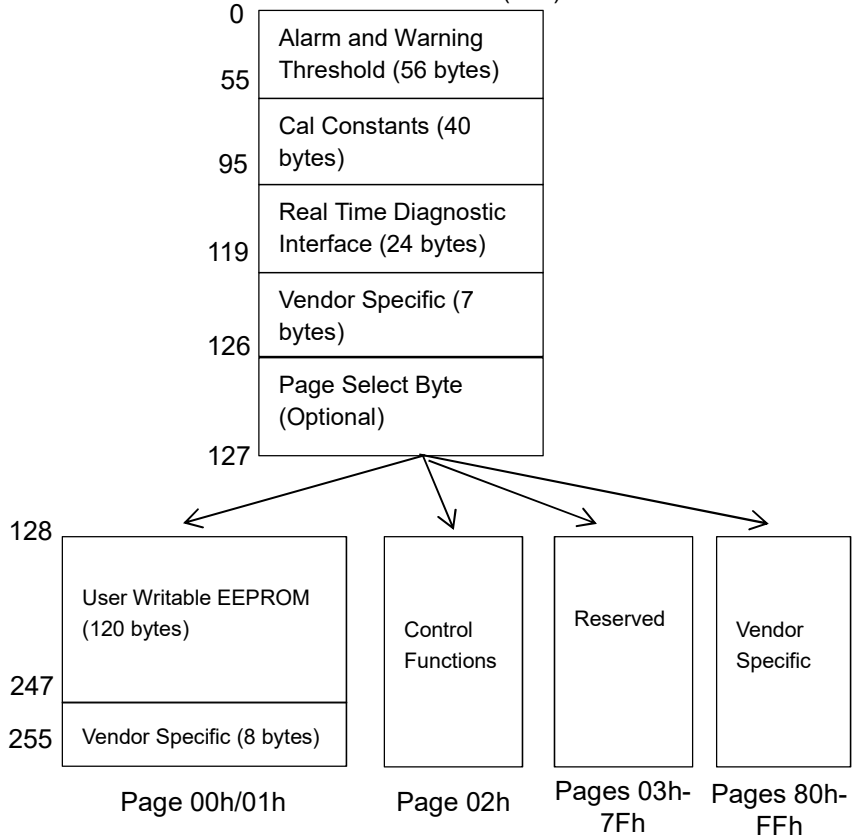 0
Alarm and Warning
Threshold (56 bytes)
55
Cal Constants (40
bytes)
95
Real Time Diagnostic
Interface (24 bytes)
119
Vendor Specific (7
bytes)
126
Page Select Byte
(Optional)
127
128
User Writable EEPROM
(120 bytes)
247
255
Vendor Specific (8 bytes)
Control
Functions
Reserved
Vendor
Specific
Page 00h/01h
Page 02h
Pages 03h-
7Fh
Pages 80h-
FFh